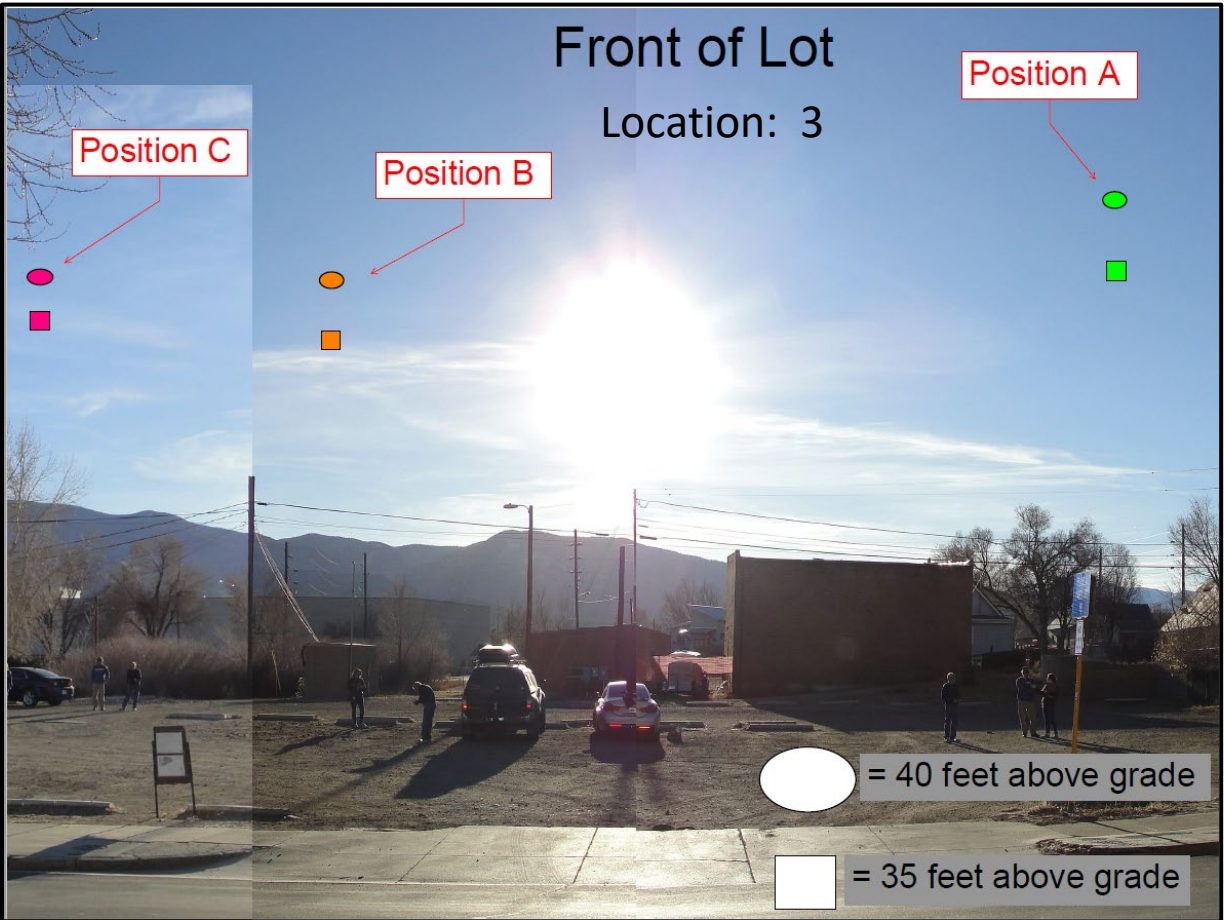 Front of Lot
Location: 3
Position A
Position C
Position B
= 40 feet above grade
= 35 feet above grade